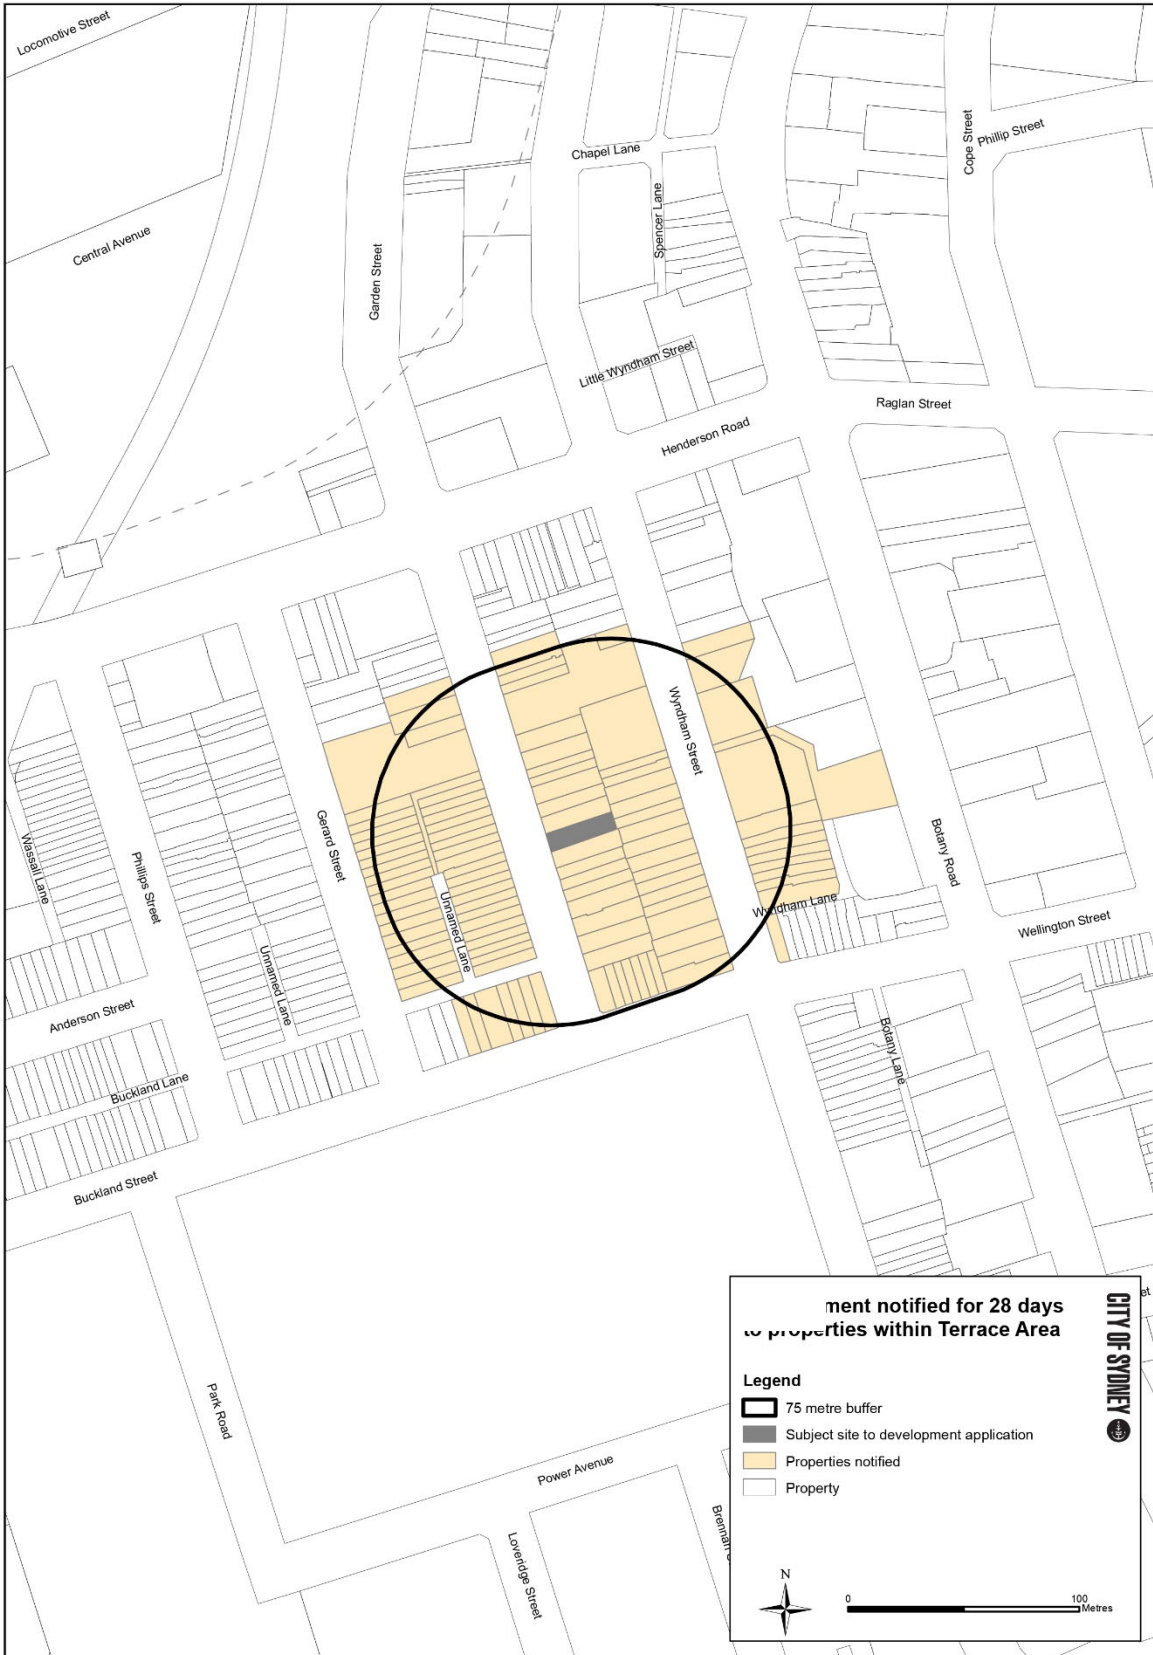 Locomotive Street
Central Avenue
Garden Street
Chapel Lane
Spencer Lane
Cope Street
Phillip Street
Little Wyndham Street
Henderson Road
Raglan Street
Wyndham Street
Wassall Lane
Phillips Street
Gerard Street
Unnamed Lane
Unnamed Lane
Wyndham Lane
Botany Road
Wellington Street
Anderson Street
Buckland Lane
Botany Lane
Buckland Street
Park Road
Power Avenue
Loveridge Street
Brennan
et
ment notified for 28 days
properties within Terrace Area
CITY OF SYDNEY
Legend
75 metre buffer
Subject site to development application
Properties notified
Property
N
0 100
Metres